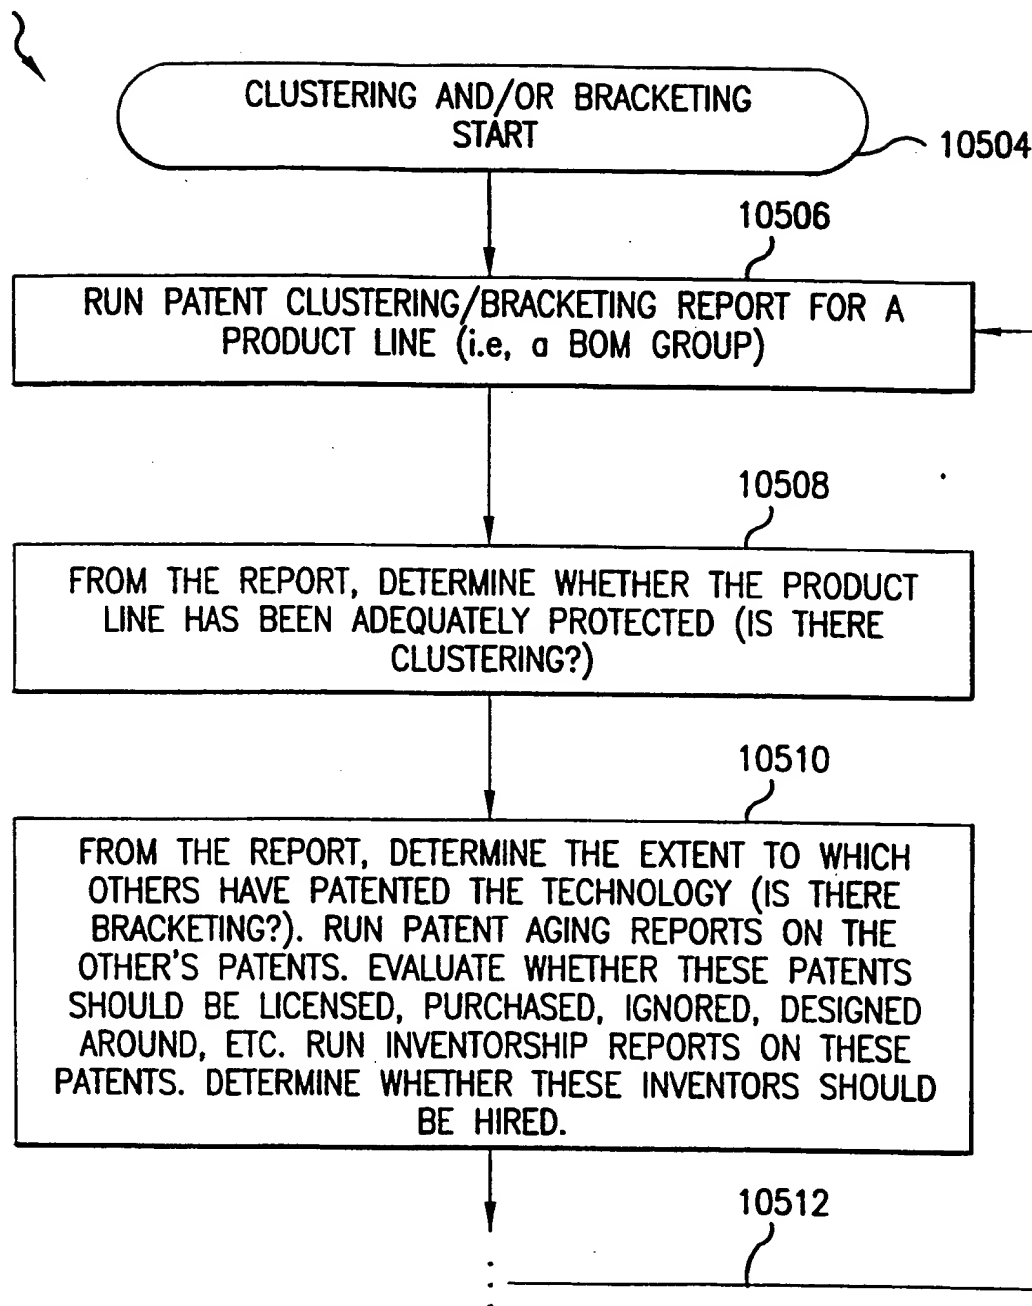 CLUSTERING AND/OR BRACKETING
START
10504
10506
RUN PATENT CLUSTERING/BRACKETING REPORT FOR A
PRODUCT LINE (i.e, a BOM GROUP)
10508
FROM THE REPORT, DETERMINE WHETHER THE PRODUCT
LINE HAS BEEN ADEQUATELY PROTECTED (IS THERE
CLUSTERING?)
10510
FROM THE REPORT, DETERMINE THE EXTENT TO WHICH
OTHERS HAVE PATENTED THE TECHNOLOGY (IS THERE
BRACKETING?). RUN PATENT AGING REPORTS ON THE
OTHER'S PATENTS. EVALUATE WHETHER THESE PATENTS
SHOULD BE LICENSED, PURCHASED, IGNORED, DESIGNED
AROUND, ETC. RUN INVENTORSHIP REPORTS ON THESE
PATENTS. DETERMINE WHETHER THESE INVENTORS SHOULD
BE HIRED.
10512